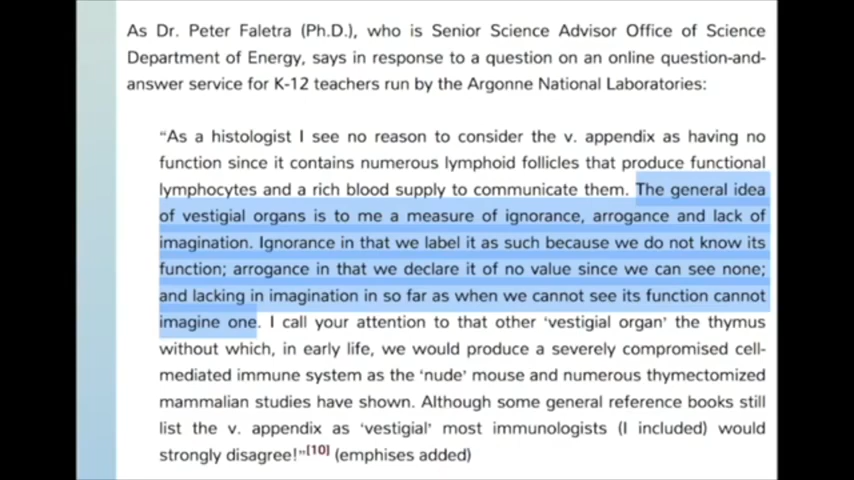 As Dr. Peter Faletra (Ph.D.), who is Senior Science Advisor Office of Science
Department of Energy, says in response to a question on an online question-and-
answer service for K-12 teachers run by the Argonne National Laboratories:
“As a histologist I see no reason to consider the v. appendix as having no
function since it contains numerous lymphoid follicles that produce functional
lymphocytes and a rich blood supply to communicate them. The general idea
of vestigial organs is to me a measure of ignorance, arrogance and lack of
imagination. Ignorance in that we label it as such because we do not know its
function; arrogance in that we declare it of no value since we can see none;
and lacking in imagination in so far as when we cannot see its function cannot
imagine one. I call your attention to that other ‘vestigial organ’ the thymus
without which, in early life, we would produce a severely compromised cell-
mediated immune system as the ‘nude’ mouse and numerous thymectomized
mammalian studies have shown. Although some general reference books still
list the v. appendix as ‘vestigial’ most immunologists (I included) would
strongly disagree!”[10] (emphises added)